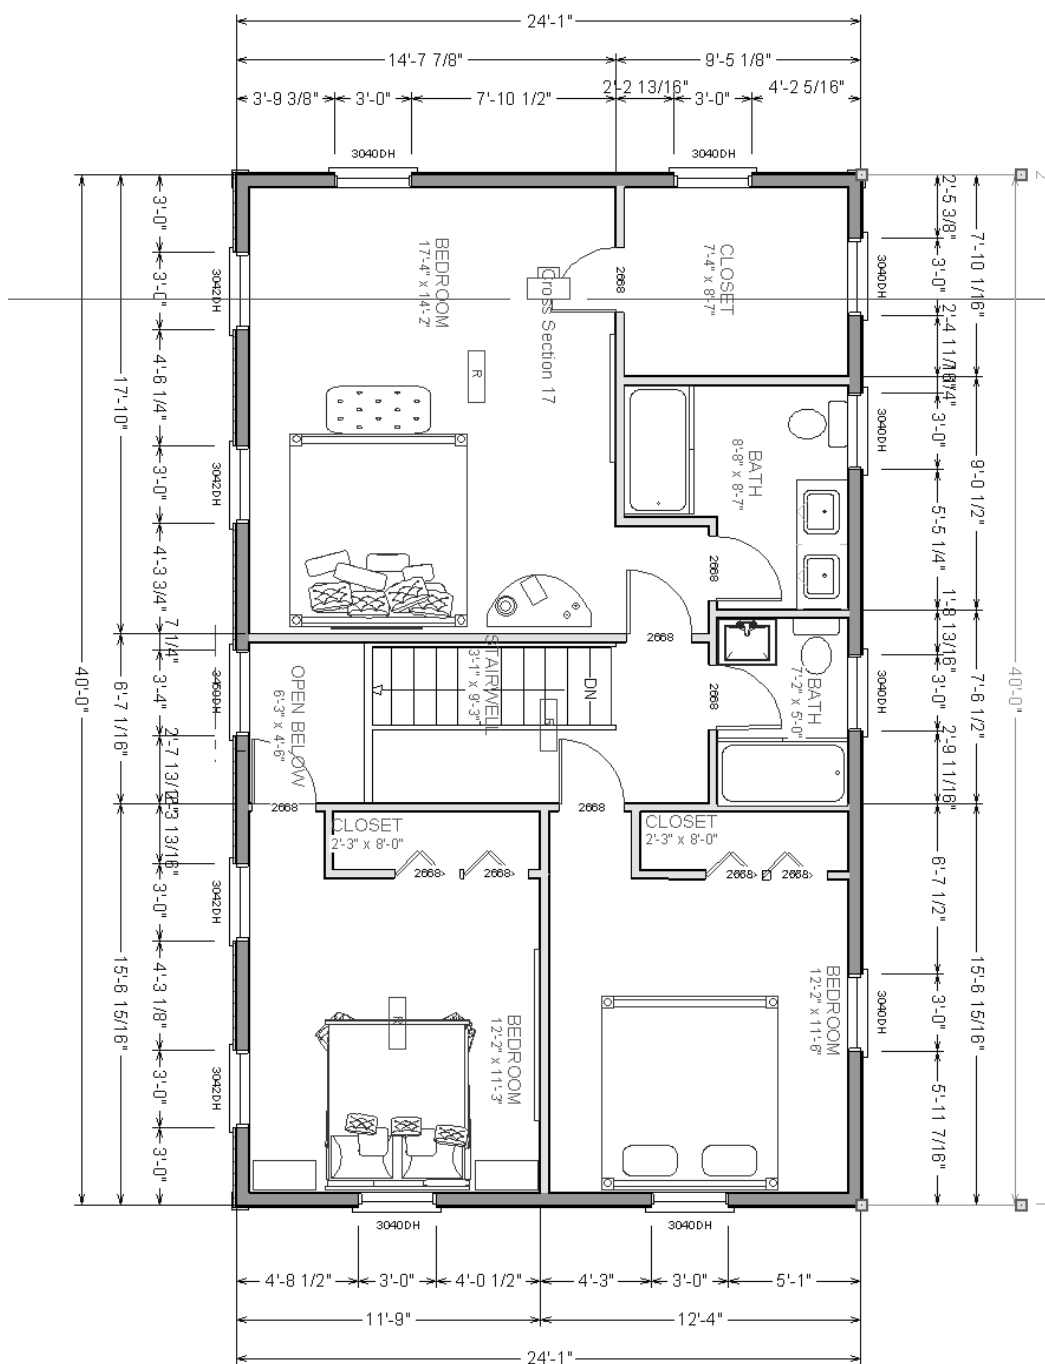 24'-1"
14'-7 7/8"
9'-5 1/8"
3'-9 3/8"
3'-0"
7'-10 1/2"
2'-2 13/16"
3'-0"
4'-2 5/16"
3040DH
3040DH
40'-0"
17'-10"
6'-7 1/16"
15'-6 15/16"
3'-0"
3'-0"
4'-6 1/4"
3'-0"
4'-3 3/4"
7 1/4"
3'-4"
2'-7 13/16"
3'-0"
4'-3 1/8"
3'-0"
3'-0"
3042DH
3042DH
3042DH
3042DH
BEDROOM
17'-4" x 14'-2"
Cross Section 17
2668
CLOSET
7'-4" x 8'-7"
R
BATH
8'-8" x 8'-7"
2668
2668
OPEN BELOW
6'-3" x 4'-6"
STAIRWELL
3'-1" x 9'-3"
DN
2668
BATH
7'-2" x 5'-0"
2668
2668
CLOSET
2'-3" x 8'-0"
2668
2668
CLOSET
2'-3" x 8'-0"
2668
2668
BEDROOM
12'-2" x 11'-3"
R
BEDROOM
12'-2" x 11'-6"
3040DH
3040DH
3040DH
3040DH
2'-5 3/8"
3'-0"
3'-0"
5'-5 1/4"
1'-8 13/16"
3'-0"
2'-9 11/16"
6'-7 1/2"
3'-0"
5'-11 7/16"
7'-10 1/16"
9'-0 1/2"
7'-6 1/2"
15'-6 15/16"
40'-0"
3040DH
3040DH
4'-8 1/2"
3'-0"
4'-0 1/2"
4'-3"
3'-0"
5'-1"
11'-9"
12'-4"
24'-1"